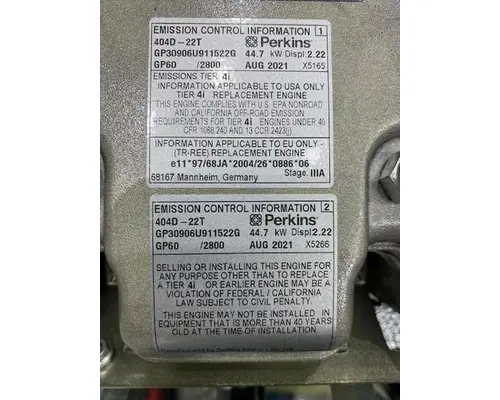 EMISSION CONTROL INFORMATION 1
404D-22T Perkins
GP30906U911522G 44.7 kW Displ 2.22
GP60 /2800 AUG 2021 X5165
EMISSIONS TIER 4i
INFORMATION APPLICABLE TO USA ONLY
TIER 4i REPLACEMENT ENGINE
THIS ENGINE COMPLIES WITH U.S. EPA NONROAD
AND CALIFORNIA OFF-ROAD EMISSION
REQUIREMENTS FOR TIER 4i ENGINES UNDER 40
CFR 1068.240 AND 13 CCR 2423(j)
INFORMATION APPLICABLE TO EU ONLY -
(TR-REE) REPLACEMENT ENGINE
e11*97/68JA*2004/26*0886*06
68167 Mannheim, Germany Stage: IIIA
EMISSION CONTROL INFORMATION 2
404D-22T Perkins
GP30906U911522G 44.7 kW Displ 2.22
GP60 /2800 AUG 2021 X5266
SELLING OR INSTALLING THIS ENGINE FOR
ANY PURPOSE OTHER THAN TO REPLACE
A TIER 4i OR EARLIER ENGINE MAY BE A
VIOLATION OF FEDERAL / CALIFORNIA
LAW SUBJECT TO CIVIL PENALTY.
THIS ENGINE MAY NOT BE INSTALLED IN
EQUIPMENT THAT IS MORE THAN 40 YEARS
OLD AT THE TIME OF INSTALLATION
Manufactured by Perkins